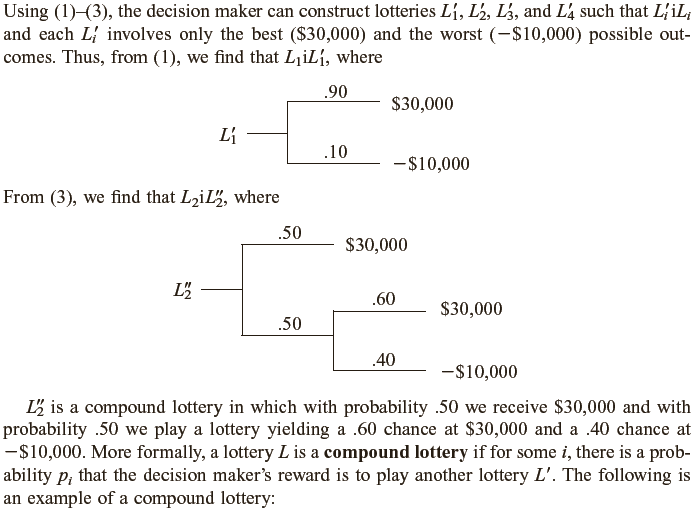 Using (1)–(3), the decision maker can construct lotteries L′₁, L′₂, L′₃, and L′₄ such that L′ᵢiLᵢ
and each L′ᵢ involves only the best ($30,000) and the worst (−$10,000) possible out-
comes. Thus, from (1), we find that L₁iL′₁, where
.90
$30,000
L′₁
.10
−$10,000
From (3), we find that L₂iL″₂, where
.50
$30,000
L″₂
.60
$30,000
.50
.40
−$10,000
L″₂ is a compound lottery in which with probability .50 we receive $30,000 and with
probability .50 we play a lottery yielding a .60 chance at $30,000 and a .40 chance at
−$10,000. More formally, a lottery L is a compound lottery if for some i, there is a prob-
ability pᵢ that the decision maker’s reward is to play another lottery L′. The following is
an example of a compound lottery: